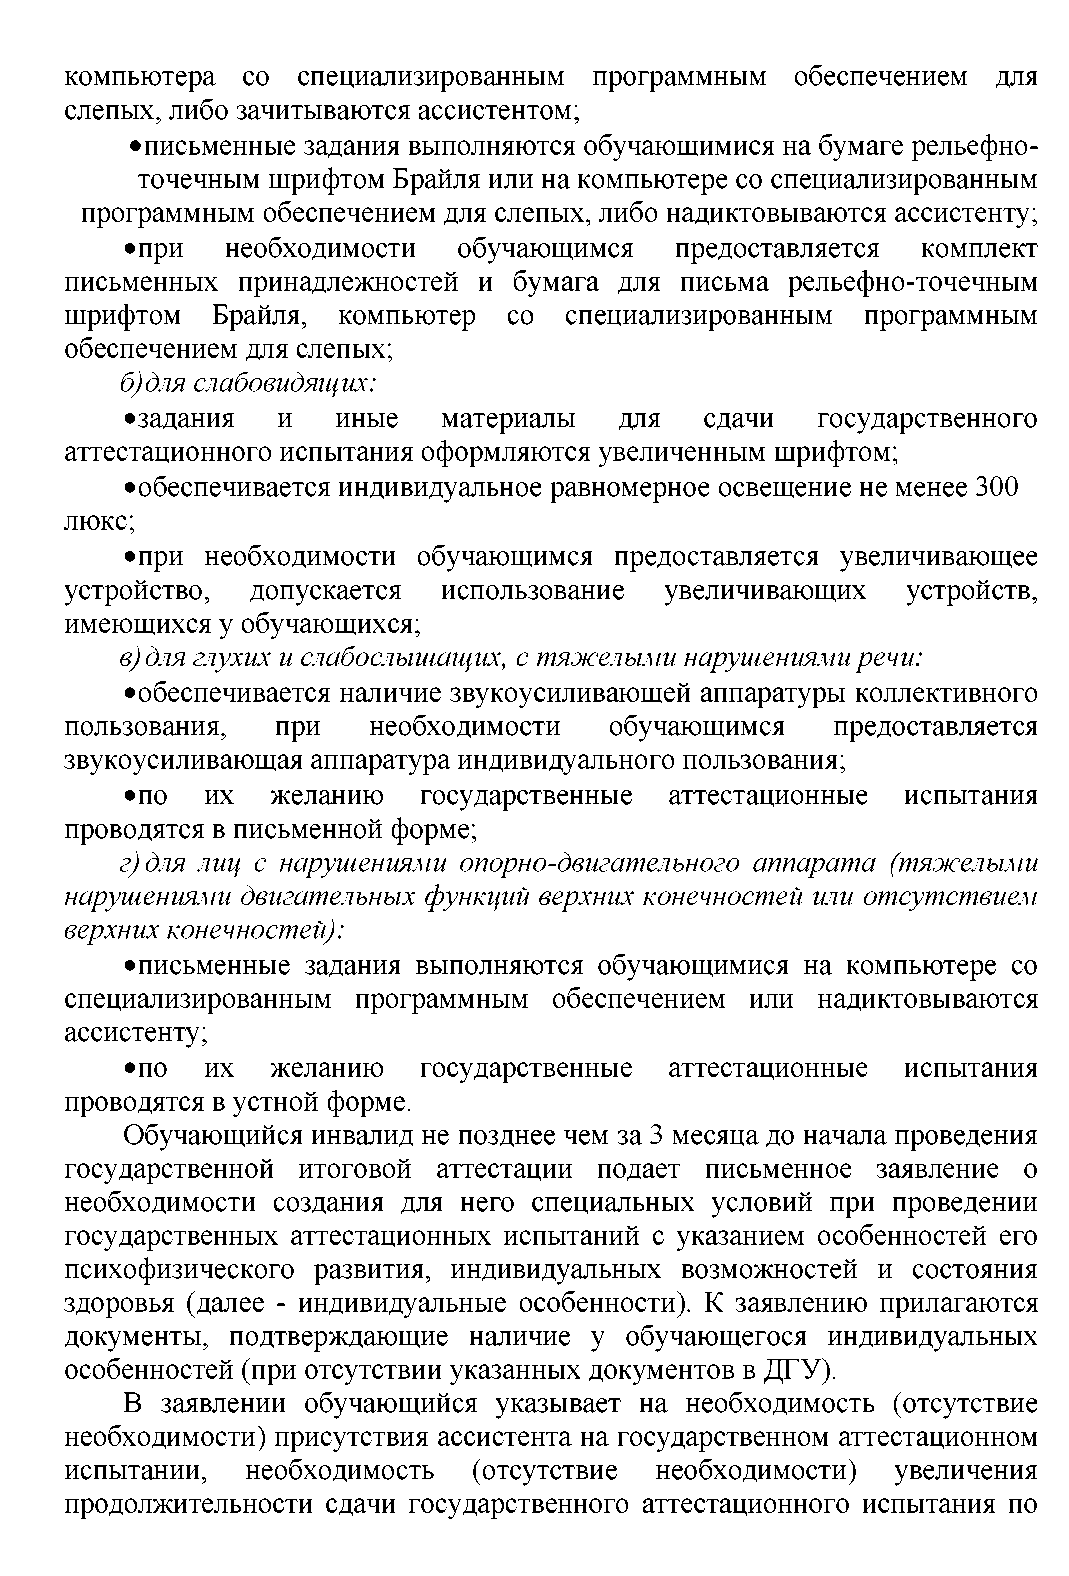 компьютера со специализированным программным обеспечением для
слепых, либо зачитываются ассистентом;
•письменные задания выполняются обучающимися на бумаге рельефно-
точечным шрифтом Брайля или на компьютере со специализированным
программным обеспечением для слепых, либо надиктовываются ассистенту;
•при необходимости обучающимся предоставляется комплект
письменных принадлежностей и бумага для письма рельефно-точечным
шрифтом Брайля, компьютер со специализированным программным
обеспечением для слепых;
б) для слабовидящих:
•задания и иные материалы для сдачи государственного
аттестационного испытания оформляются увеличенным шрифтом;
•обеспечивается индивидуальное равномерное освещение не менее 300
люкс;
•при необходимости обучающимся предоставляется увеличивающее
устройство, допускается использование увеличивающих устройств,
имеющихся у обучающихся;
в) для глухих и слабослышащих, с тяжелыми нарушениями речи:
•обеспечивается наличие звукоусиливающей аппаратуры коллективного
пользования, при необходимости обучающимся предоставляется
звукоусиливающая аппаратура индивидуального пользования;
•по их желанию государственные аттестационные испытания
проводятся в письменной форме;
г) для лиц с нарушениями опорно-двигательного аппарата (тяжелыми
нарушениями двигательных функций верхних конечностей или отсутствием
верхних конечностей):
•письменные задания выполняются обучающимися на компьютере со
специализированным программным обеспечением или надиктовываются
ассистенту;
•по их желанию государственные аттестационные испытания
проводятся в устной форме.
Обучающийся инвалид не позднее чем за 3 месяца до начала проведения
государственной итоговой аттестации подает письменное заявление о
необходимости создания для него специальных условий при проведении
государственных аттестационных испытаний с указанием особенностей его
психофизического развития, индивидуальных возможностей и состояния
здоровья (далее - индивидуальные особенности). К заявлению прилагаются
документы, подтверждающие наличие у обучающегося индивидуальных
особенностей (при отсутствии указанных документов в ДГУ).
В заявлении обучающийся указывает на необходимость (отсутствие
необходимости) присутствия ассистента на государственном аттестационном
испытании, необходимость (отсутствие необходимости) увеличения
продолжительности сдачи государственного аттестационного испытания по